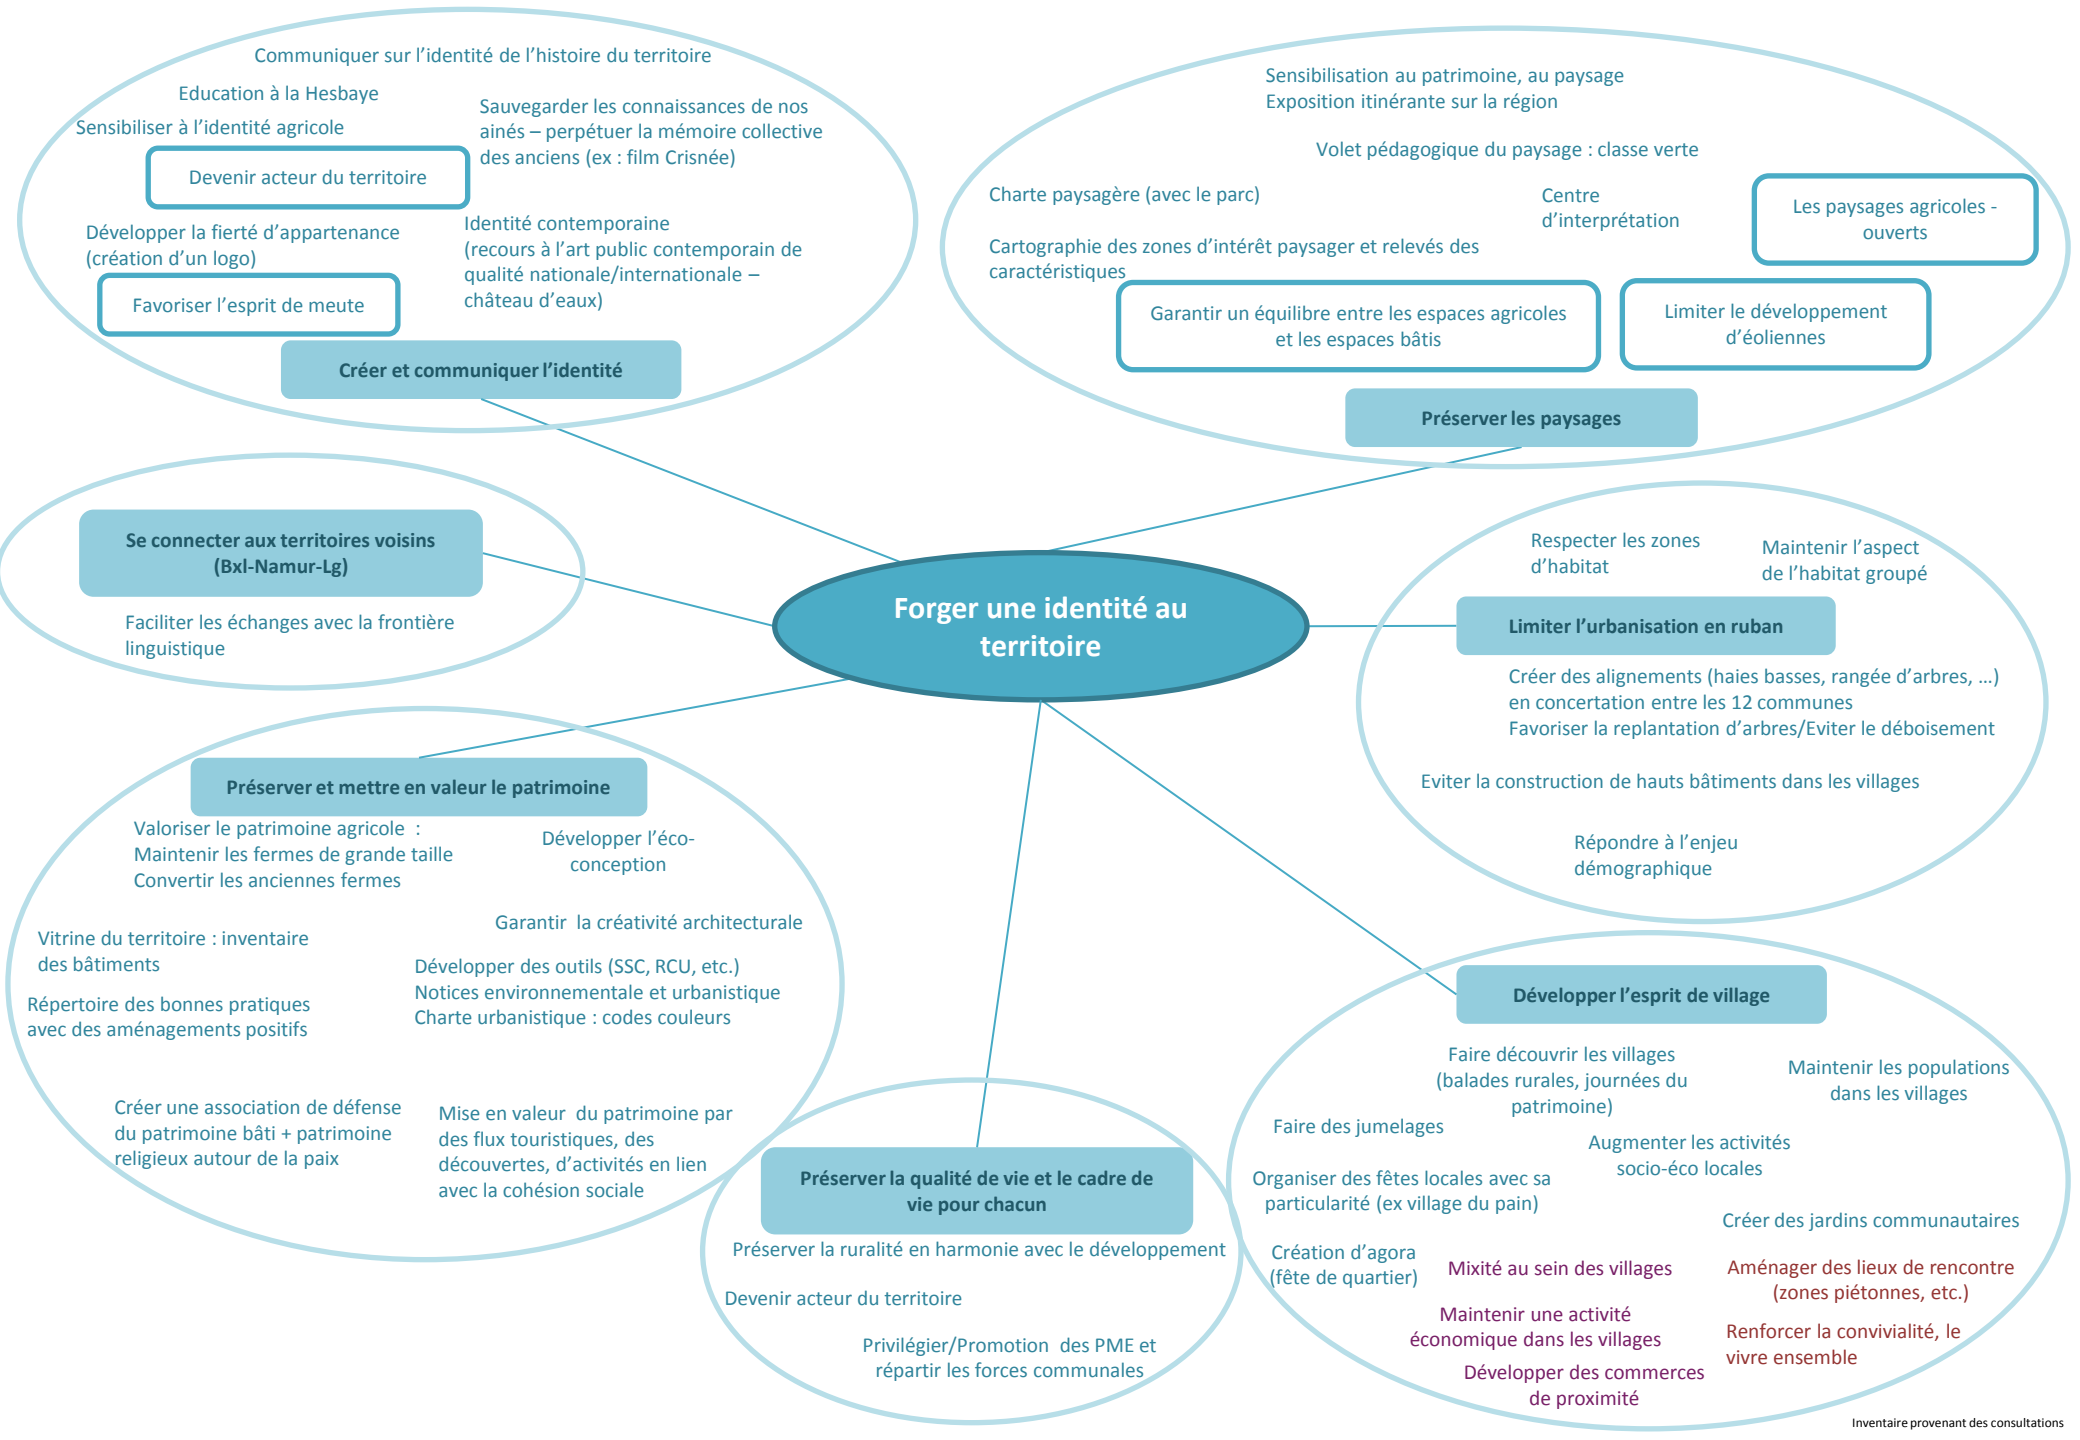 Communiquer sur l’identité de l’histoire du territoire
Education à la Hesbaye
Sensibiliser à l’identité agricole
Sauvegarder les connaissances de nos
ainés – perpétuer la mémoire collective
des anciens (ex : film Crisnée)
Devenir acteur du territoire
Développer la fierté d’appartenance
(création d’un logo)
Identité contemporaine
(recours à l’art public contemporain de
qualité nationale/internationale –
château d’eaux)
Favoriser l’esprit de meute
Créer et communiquer l’identité
Sensibilisation au patrimoine, au paysage
Exposition itinérante sur la région
Volet pédagogique du paysage : classe verte
Charte paysagère (avec le parc)
Centre
d’interprétation
Les paysages agricoles -
ouverts
Cartographie des zones d’intérêt paysager et relevés des
caractéristiques
Garantir un équilibre entre les espaces agricoles
et les espaces bâtis
Limiter le développement
d’éoliennes
Préserver les paysages
Se connecter aux territoires voisins
(Bxl-Namur-Lg)
Faciliter les échanges avec la frontière
linguistique
Forger une identité au
territoire
Respecter les zones
d’habitat
Maintenir l’aspect
de l’habitat groupé
Limiter l’urbanisation en ruban
Créer des alignements (haies basses, rangée d’arbres, …)
en concertation entre les 12 communes
Favoriser la replantation d’arbres/Eviter le déboisement
Eviter la construction de hauts bâtiments dans les villages
Répondre à l’enjeu
démographique
Préserver et mettre en valeur le patrimoine
Valoriser le patrimoine agricole :
Maintenir les fermes de grande taille
Convertir les anciennes fermes
Développer l’éco-
conception
Garantir la créativité architecturale
Vitrine du territoire : inventaire
des bâtiments
Développer des outils (SSC, RCU, etc.)
Notices environnementale et urbanistique
Charte urbanistique : codes couleurs
Répertoire des bonnes pratiques
avec des aménagements positifs
Créer une association de défense
du patrimoine bâti + patrimoine
religieux autour de la paix
Mise en valeur du patrimoine par
des flux touristiques, des
découvertes, d’activités en lien
avec la cohésion sociale
Préserver la qualité de vie et le cadre de
vie pour chacun
Préserver la ruralité en harmonie avec le développement
Devenir acteur du territoire
Privilégier/Promotion des PME et
répartir les forces communales
Développer l’esprit de village
Faire découvrir les villages
(balades rurales, journées du
patrimoine)
Maintenir les populations
dans les villages
Faire des jumelages
Augmenter les activités
socio-éco locales
Organiser des fêtes locales avec sa
particularité (ex village du pain)
Créer des jardins communautaires
Création d’agora
(fête de quartier)
Mixité au sein des villages
Aménager des lieux de rencontre
(zones piétonnes, etc.)
Maintenir une activité
économique dans les villages
Renforcer la convivialité, le
vivre ensemble
Développer des commerces
de proximité
Inventaire provenant des consultations